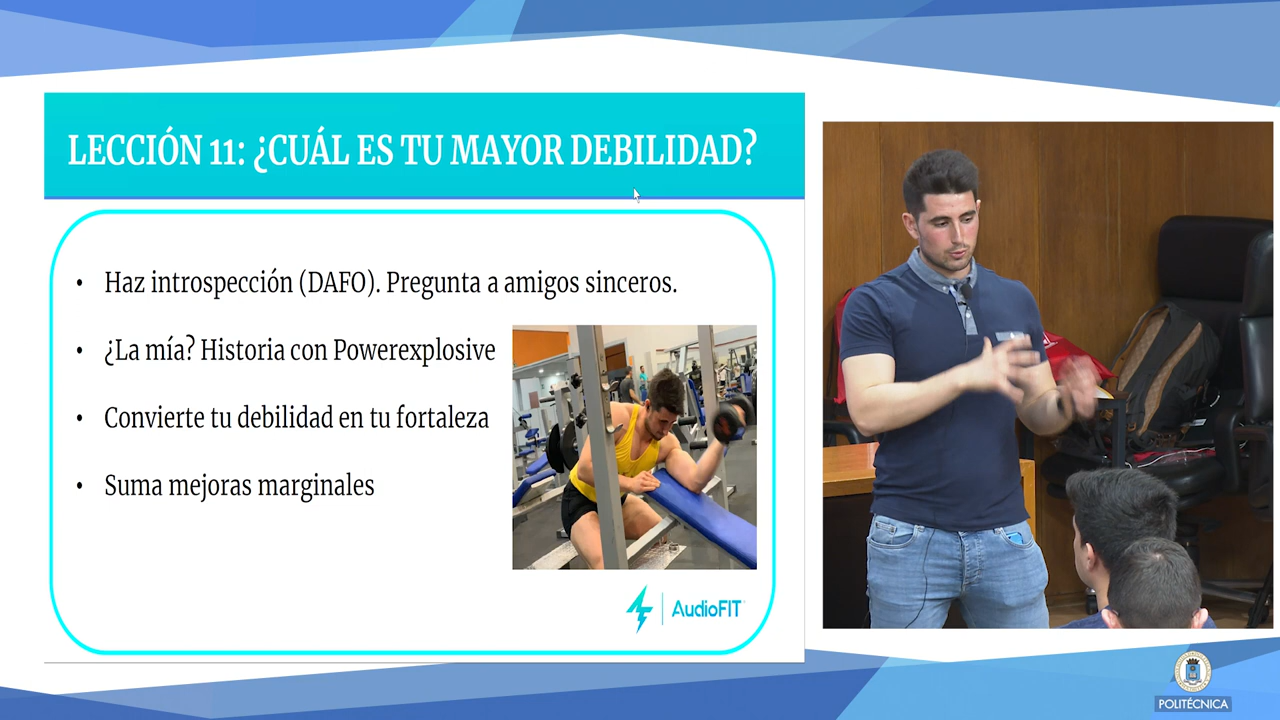 LECCIÓN 11: ¿CUÁL ES TU MAYOR DEBILIDAD?
• Haz introspección (DAFO). Pregunta a amigos sinceros.
• ¿La mía? Historia con Powerexplosive
• Convierte tu debilidad en tu fortaleza
• Suma mejoras marginales
AudioFIT
POLITÉCNICA